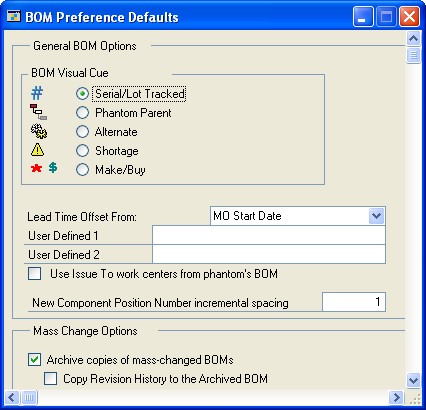 BOM Preference Defaults
General BOM Options
BOM Visual Cue
# Serial/Lot Tracked
Phantom Parent
Alternate
Shortage
* $ Make/Buy
Lead Time Offset From: MO Start Date
User Defined 1
User Defined 2
Use Issue To work centers from phantom's BOM
New Component Position Number incremental spacing 1
Mass Change Options
Archive copies of mass-changed BOMs
Copy Revision History to the Archived BOM